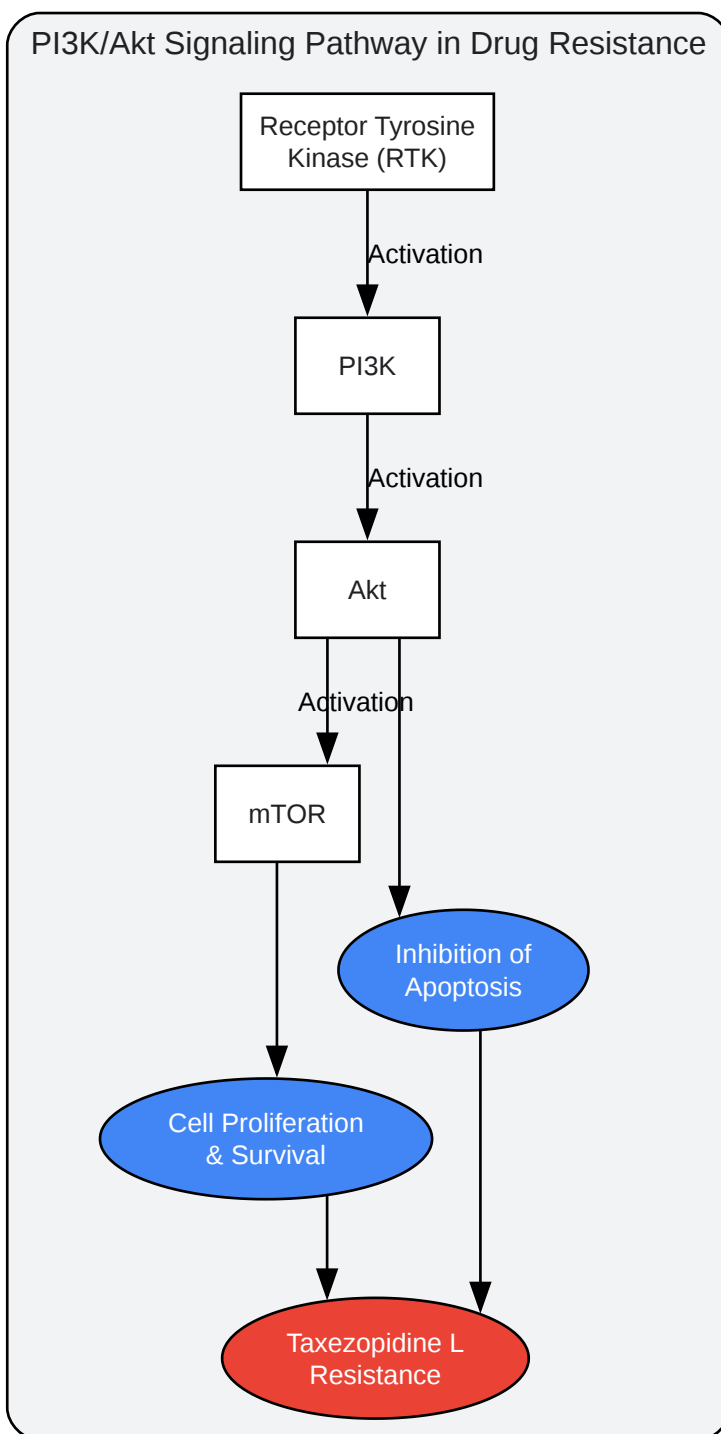 PI3K/Akt Signaling Pathway in Drug Resistance
Receptor Tyrosine
Kinase (RTK)
Activation
PI3K
Activation
Akt
Activation
mTOR
Inhibition of
Apoptosis
Cell Proliferation
& Survival
Taxezopidine L
Resistance